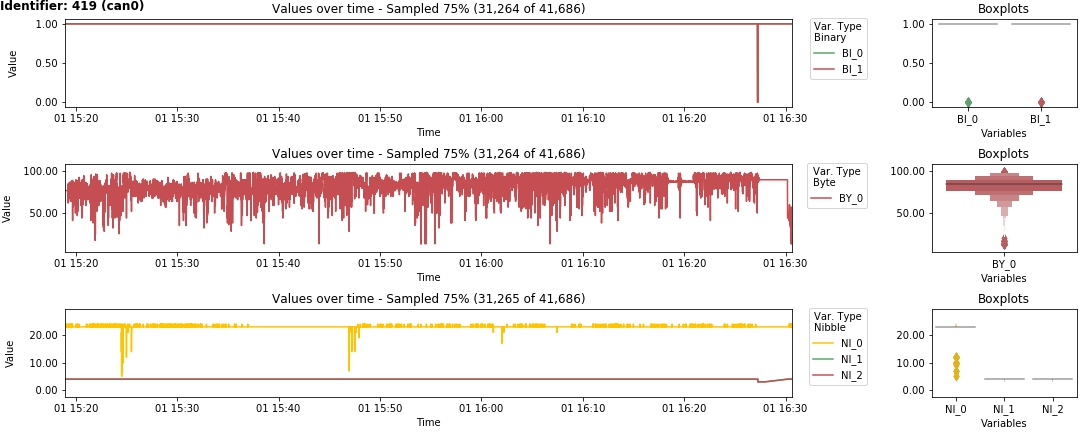 Identifier: 419 (can0)
Values over time - Sampled 75% (31,264 of 41,686)
Boxplots
Value
1.00
0.50
0.00
01 15:20 01 15:30 01 15:40 01 15:50 01 16:00 01 16:10 01 16:20 01 16:30
Time
Var. Type
Binary
BI_0
BI_1
1.00
0.50
0.00
BI_0 BI_1
Variables
Values over time - Sampled 75% (31,264 of 41,686)
Boxplots
Value
100.00
50.00
01 15:20 01 15:30 01 15:40 01 15:50 01 16:00 01 16:10 01 16:20 01 16:30
Time
Var. Type
Byte
BY_0
100.00
50.00
BY_0
Variables
Values over time - Sampled 75% (31,265 of 41,686)
Boxplots
Value
20.00
10.00
0.00
01 15:20 01 15:30 01 15:40 01 15:50 01 16:00 01 16:10 01 16:20 01 16:30
Time
Var. Type
Nibble
NI_0
NI_1
NI_2
20.00
10.00
0.00
NI_0 NI_1 NI_2
Variables